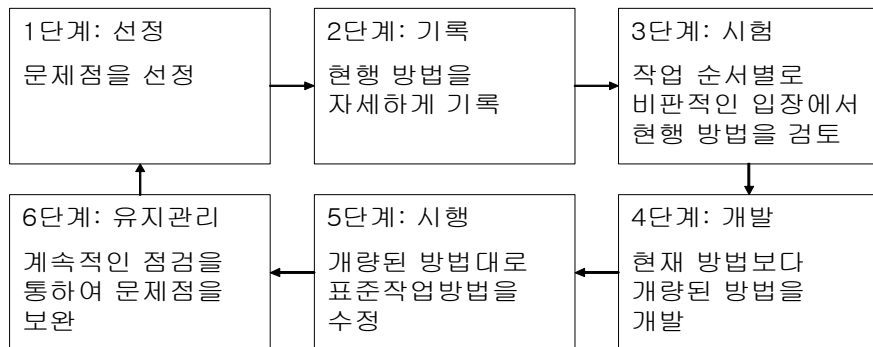 1단계: 선정
문제점을 선정
2단계: 기록
현행 방법을
자세하게 기록
3단계: 시험
작업 순서별로
비판적인 입장에서
현행 방법을 검토
4단계: 개발
현재 방법보다
개량된 방법을
개발
5단계: 시행
개량된 방법대로
표준작업방법을
수정
6단계: 유지관리
계속적인 점검을
통하여 문제점을
보완